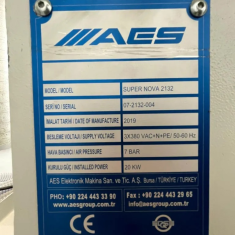 AES
MODEL / MODEL SUPER NOVA 2132
SERİ NO / SERIAL 07-2132-004
İMALAT TARİHİ / DATE OF MANUFACTURE 2019
BESLEME VOLTAJI / SUPPLY VOLTAGE 3X380 VAC+N+PE/ 50-60 Hz
HAVA BASINCI / AIR PRESSURE 7 BAR
KURULU GÜÇ / INSTALLED POWER 20 KW
AES Elektronik Makina San. ve Tic. A.Ş. Bursa / TÜRKİYE / TURKEY
PHO: + 90 224 443 33 90 FAX: + 90 224 443 29 65
www.aesgroup.com.tr info@aesgroup.com.tr
CE